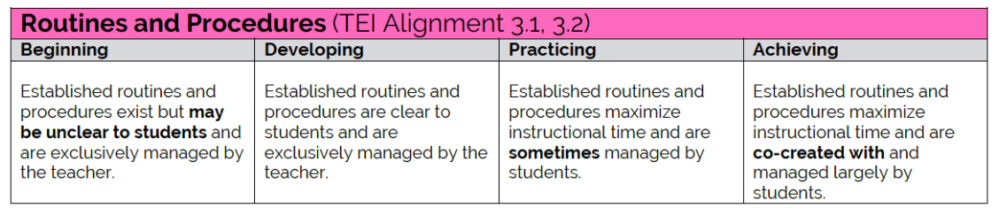 Routines and Procedures (TEI Alignment 3.1, 3.2)
Beginning
Developing
Practicing
Achieving
Established routines and
procedures exist but may
be unclear to students and
are exclusively managed by
the teacher.
Established routines and
procedures are clear to
students and are
exclusively managed by the
teacher.
Established routines and
procedures maximize
instructional time and are
sometimes managed by
students.
Established routines and
procedures maximize
instructional time and are
co-created with and
managed largely by
students.